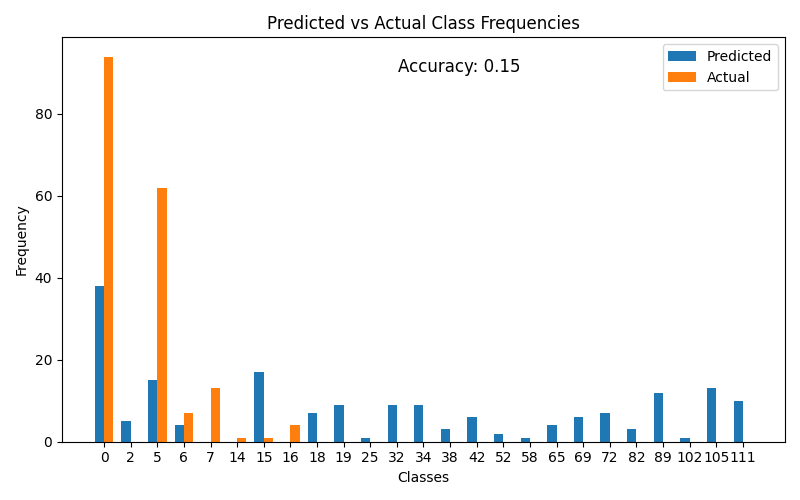 Predicted vs Actual Class Frequencies
Accuracy: 0.15
Predicted
Actual
Frequency
80
60
40
20
0
0 2 5 6 7 14 15 16 18 19 25 32 34 38 42 52 58 65 69 72 82 89 102 105 111
Classes